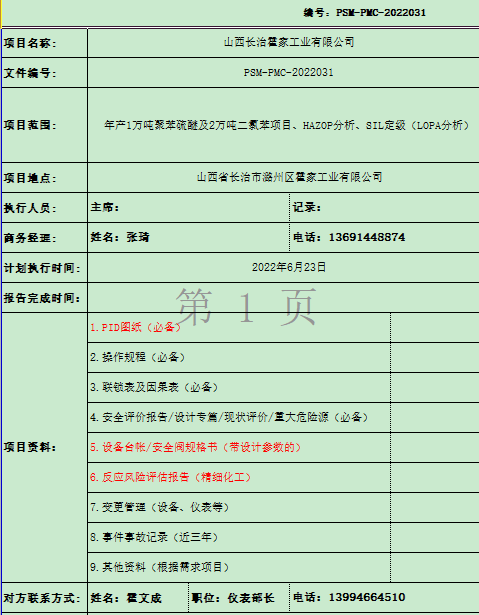 编号：PSM-PMC-2022031
项目名称： 山西长治霍家工业有限公司
文件编号： PSM-PMC-2022031
项目范围： 年产1万吨聚苯硫醚及2万吨二氯苯项目、HAZOP分析、SIL定级（LOPA分析）
项目地点： 山西省长治市潞州区霍家工业有限公司
执行人员： 主席： 记录：
商务经理： 姓名：张琦 电话：13691448874
计划执行时间： 2022年6月23日
报告完成时间：
第 1 页
项目资料：
1.PID图纸（必备）
2.操作规程（必备）
3.联锁表及因果表（必备）
4.安全评价报告/设计专篇/现状评价/重大危险源（必备）
5.设备台帐/安全阀规格书（带设计参数的）
6.反应风险评估报告（精细化工）
7.变更管理（设备、仪表等）
8.事件事故记录（近三年）
9.其他资料（根据需求项目）
对方联系方式： 姓名：霍文成 职位：仪表部长 电话：13994664510